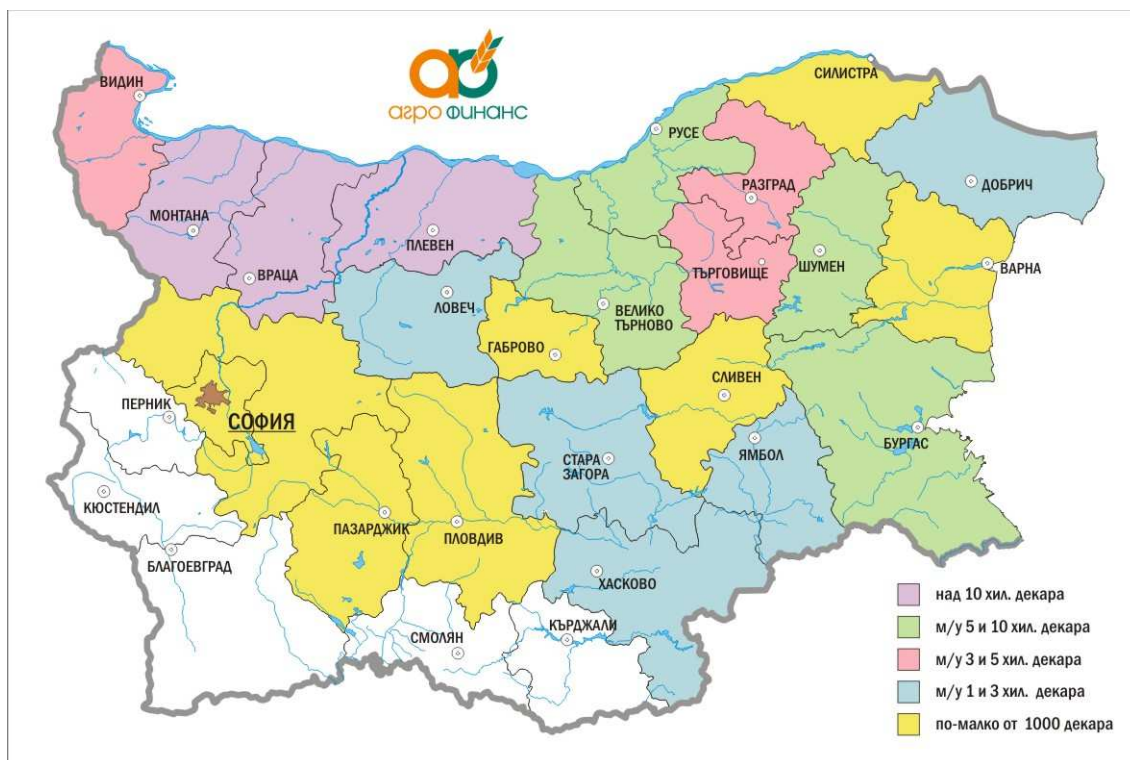 агро финанс
ВИДИН
СИЛИСТРА
РУСЕ
ДОБРИЧ
РАЗГРАД
МОНТАНА
ПЛЕВЕН
ВРАЦА
ТЪРГОВИЩЕ
ШУМЕН
ВАРНА
ЛОВЕЧ
ВЕЛИКО
ТЪРНОВО
ГАБРОВО
СЛИВЕН
ПЕРНИК
СОФИЯ
БУРГАС
ЯМБОЛ
СТАРА
ЗАГОРА
КЮСТЕНДИЛ
ПАЗАРДЖИК
ПЛОВДИВ
БЛАГОЕВГРАД
ХАСКОВО
СМОЛЯН
КЪРДЖАЛИ
над 10 хил. декара
м/у 5 и 10 хил. декара
м/у 3 и 5 хил. декара
м/у 1 и 3 хил. декара
по-малко от 1000 декара